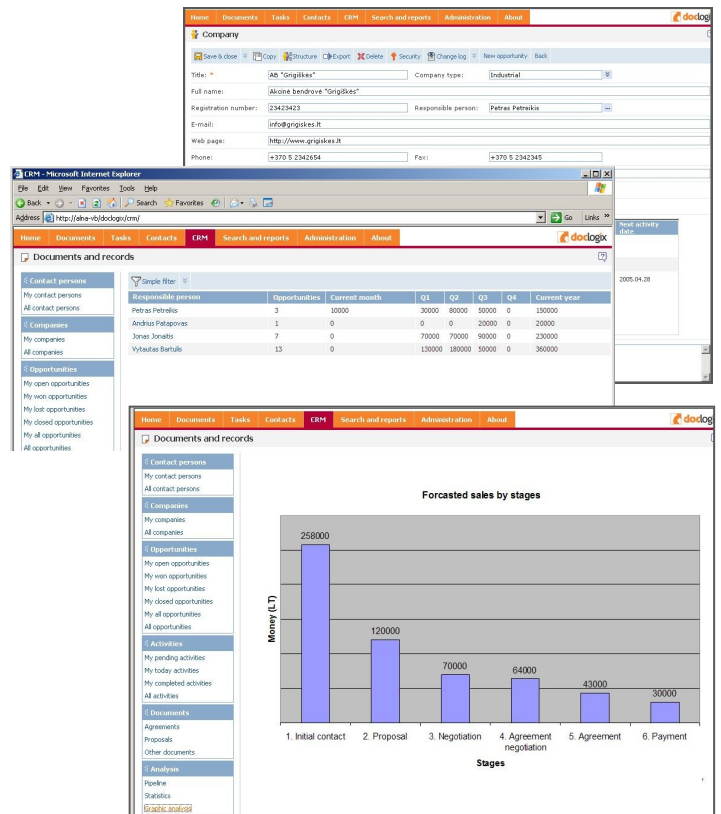 Home Documents Tasks Contacts CRM Search and reports Administration About doclogi
Company
Save & close Copy Structure Export Delete Security Change log New opportunity Back
Title: * AB "Grigiškes" Company type: Industrial
Full name: Akcinė bendrovė "Grigiškės"
Registration number: 23423423 Responsible person: Petras Petreikis ...
E-mail: info@grigiskes.lt
Web page: http://www.grigiskes.lt
Phone: +370 5 2342654 Fax: +370 5 2342345
Next activity
date
2005.04.28
CRM - Microsoft Internet Explorer
File Edit View Favorites Tools Help
Back Search Favorites
Address http://alna-vb/doclogix/crm/ Go Links »
Home Documents Tasks Contacts CRM Search and reports Administration About doclogix
Documents and records
Contact persons
My contact persons
All contact persons
Companies
My companies
All companies
Opportunities
My open opportunities
My won opportunities
My lost opportunities
My closed opportunities
My all opportunities
All opportunities
Simple filter
Responsible person Opportunities Current month Q1 Q2 Q3 Q4 Current year
Petras Petreikis 3 10000 30000 80000 50000 0 150000
Andrius Patapovas 1 0 0 0 20000 0 20000
Jonas Jonaitis 7 0 70000 70000 90000 0 230000
Vytautas Bartulis 13 0 130000 180000 50000 0 360000
Home Documents Tasks Contacts CRM Search and reports Administration About doclog
Documents and records
Contact persons
My contact persons
All contact persons
Companies
My companies
All companies
Opportunities
My open opportunities
My won opportunities
My lost opportunities
My closed opportunities
My all opportunities
All opportunities
Activities
My pending activities
My today activities
My completed activities
All activities
Documents
Agreements
Proposals
Other documents
Analysis
Pipeline
Statistics
Graphic analysis
Forcasted sales by stages
Money (LT)
258000
120000
70000
64000
43000
30000
1. Initial contact 2. Proposal 3. Negotiation 4. Agreement negotiation 5. Agreement 6. Payment
Stages